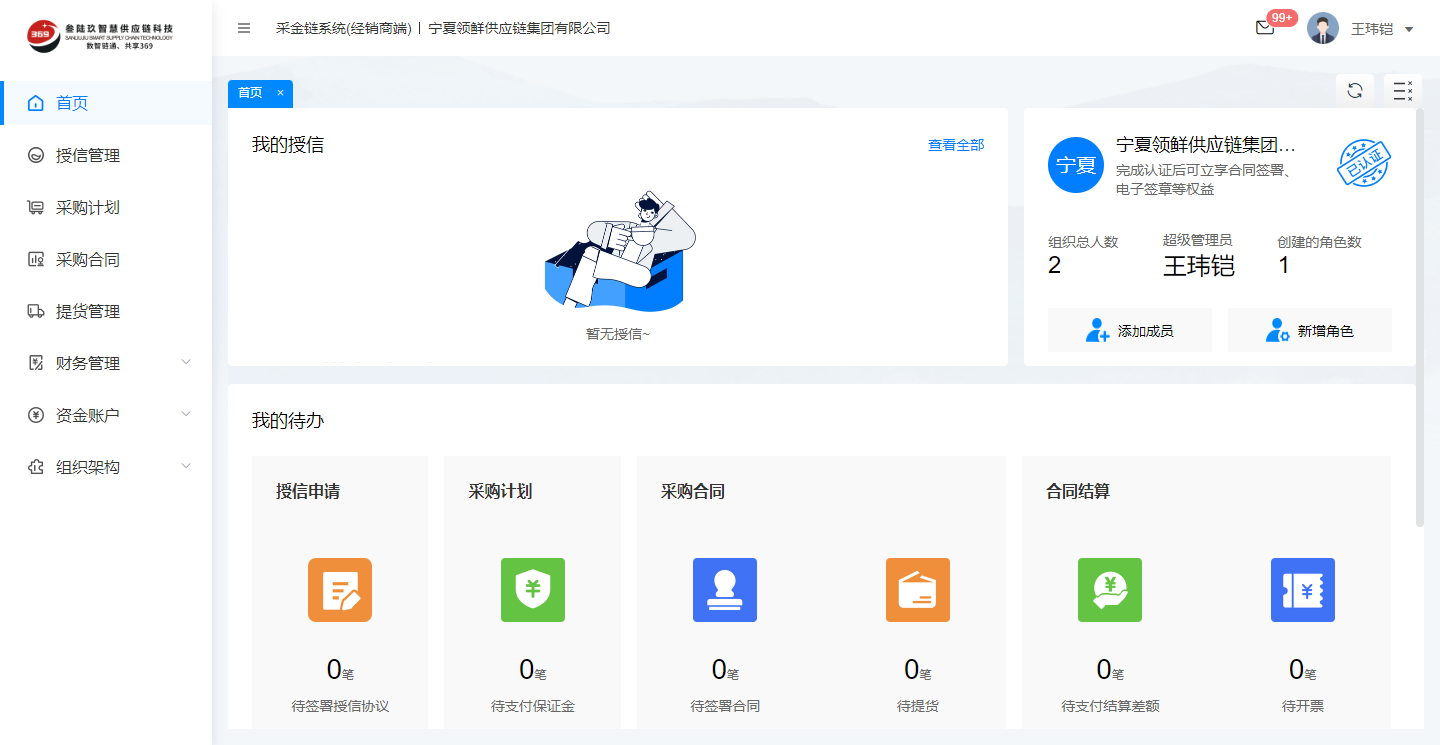 369
叁陆玖智慧供应链科技
SANLIUJIU SMART SUPPLY CHAIN TECHNOLOGY
数智链通、共享369
采金链系统(经销商端)丨宁夏领鲜供应链集团有限公司
99+
王玮铠
首页
授信管理
采购计划
采购合同
提货管理
财务管理
资金账户
组织架构
首页 ×
我的授信
查看全部
暂无授信~
宁夏
宁夏领鲜供应链集团...
完成认证后可立享合同签署、
电子签章等权益
已认证
组织总人数
2
超级管理员
王玮铠
创建的角色数
1
添加成员
新增角色
我的待办
授信申请
0笔
待签署授信协议
采购计划
0笔
待支付保证金
采购合同
0笔
待签署合同
0笔
待提货
合同结算
0笔
待支付结算差额
0笔
待开票